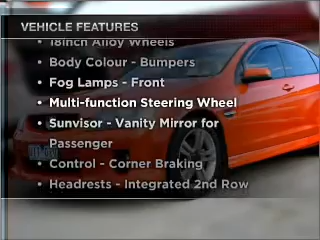 VEHICLE FEATURES
• 18inch Alloy Wheels
• Body Colour - Bumpers
• Fog Lamps - Front
• Multi-function Steering Wheel
• Sunvisor - Vanity Mirror for
Passenger
• Control - Corner Braking
• Headrests - Integrated 2nd Row